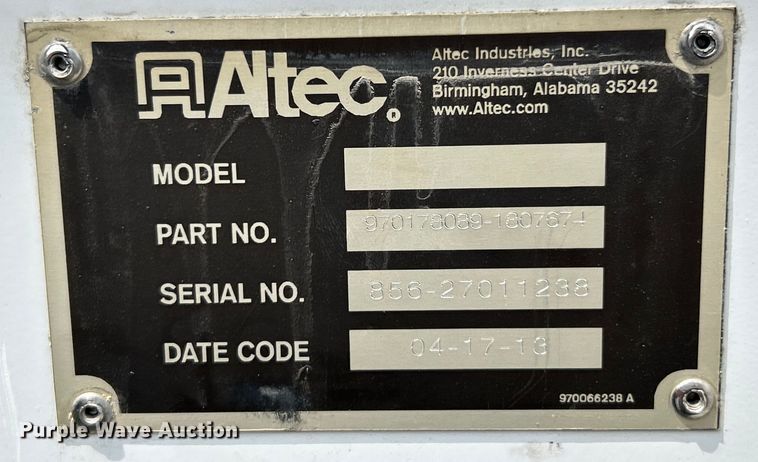 Altec®
Altec Industries, Inc.
210 Inverness Center Drive
Birmingham, Alabama 35242
www.Altec.com
MODEL
PART NO. 970178089-1807674
SERIAL NO. 856-27011238
DATE CODE 04-17-13
970066238 A
Purple Wave Auction